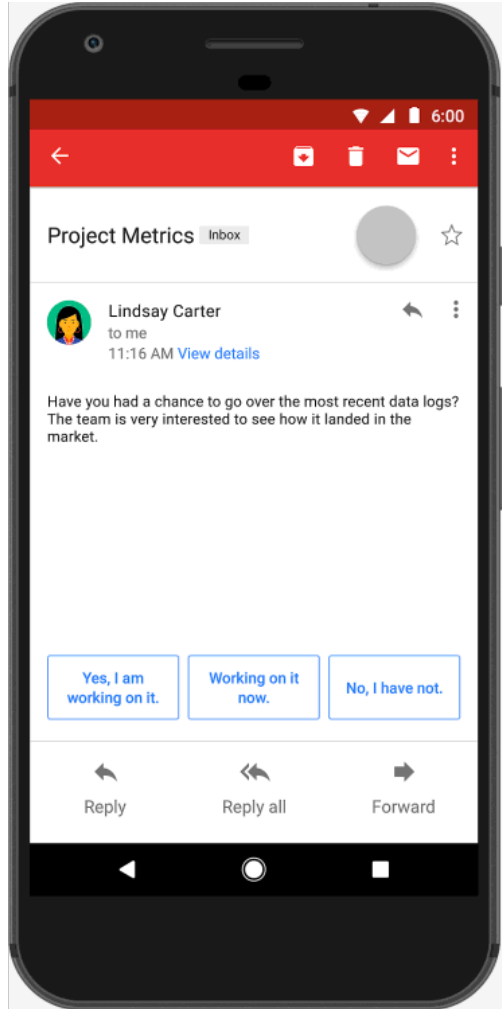 6:00
Project Metrics Inbox
Lindsay Carter
to me
11:16 AM View details
Have you had a chance to go over the most recent data logs?
The team is very interested to see how it landed in the
market.
Yes, I am
working on it.
Working on it
now.
No, I have not.
Reply
Reply all
Forward